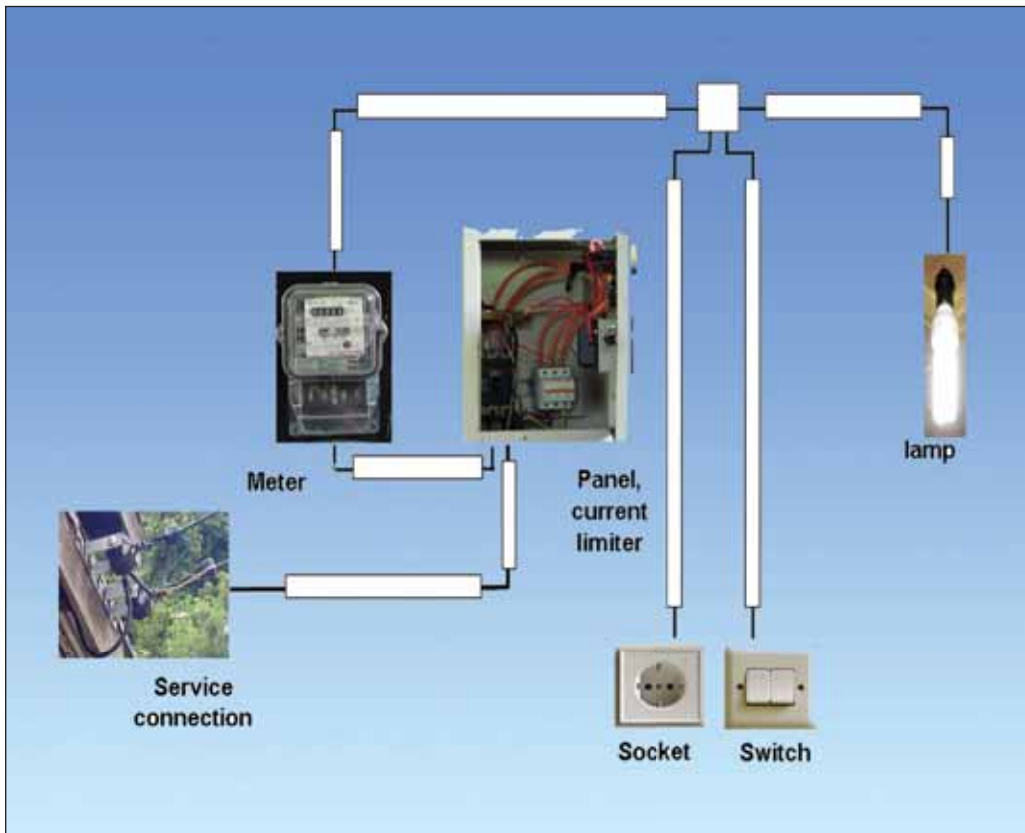 Meter
Panel,
current
limiter
lamp
Service
connection
Socket
Switch